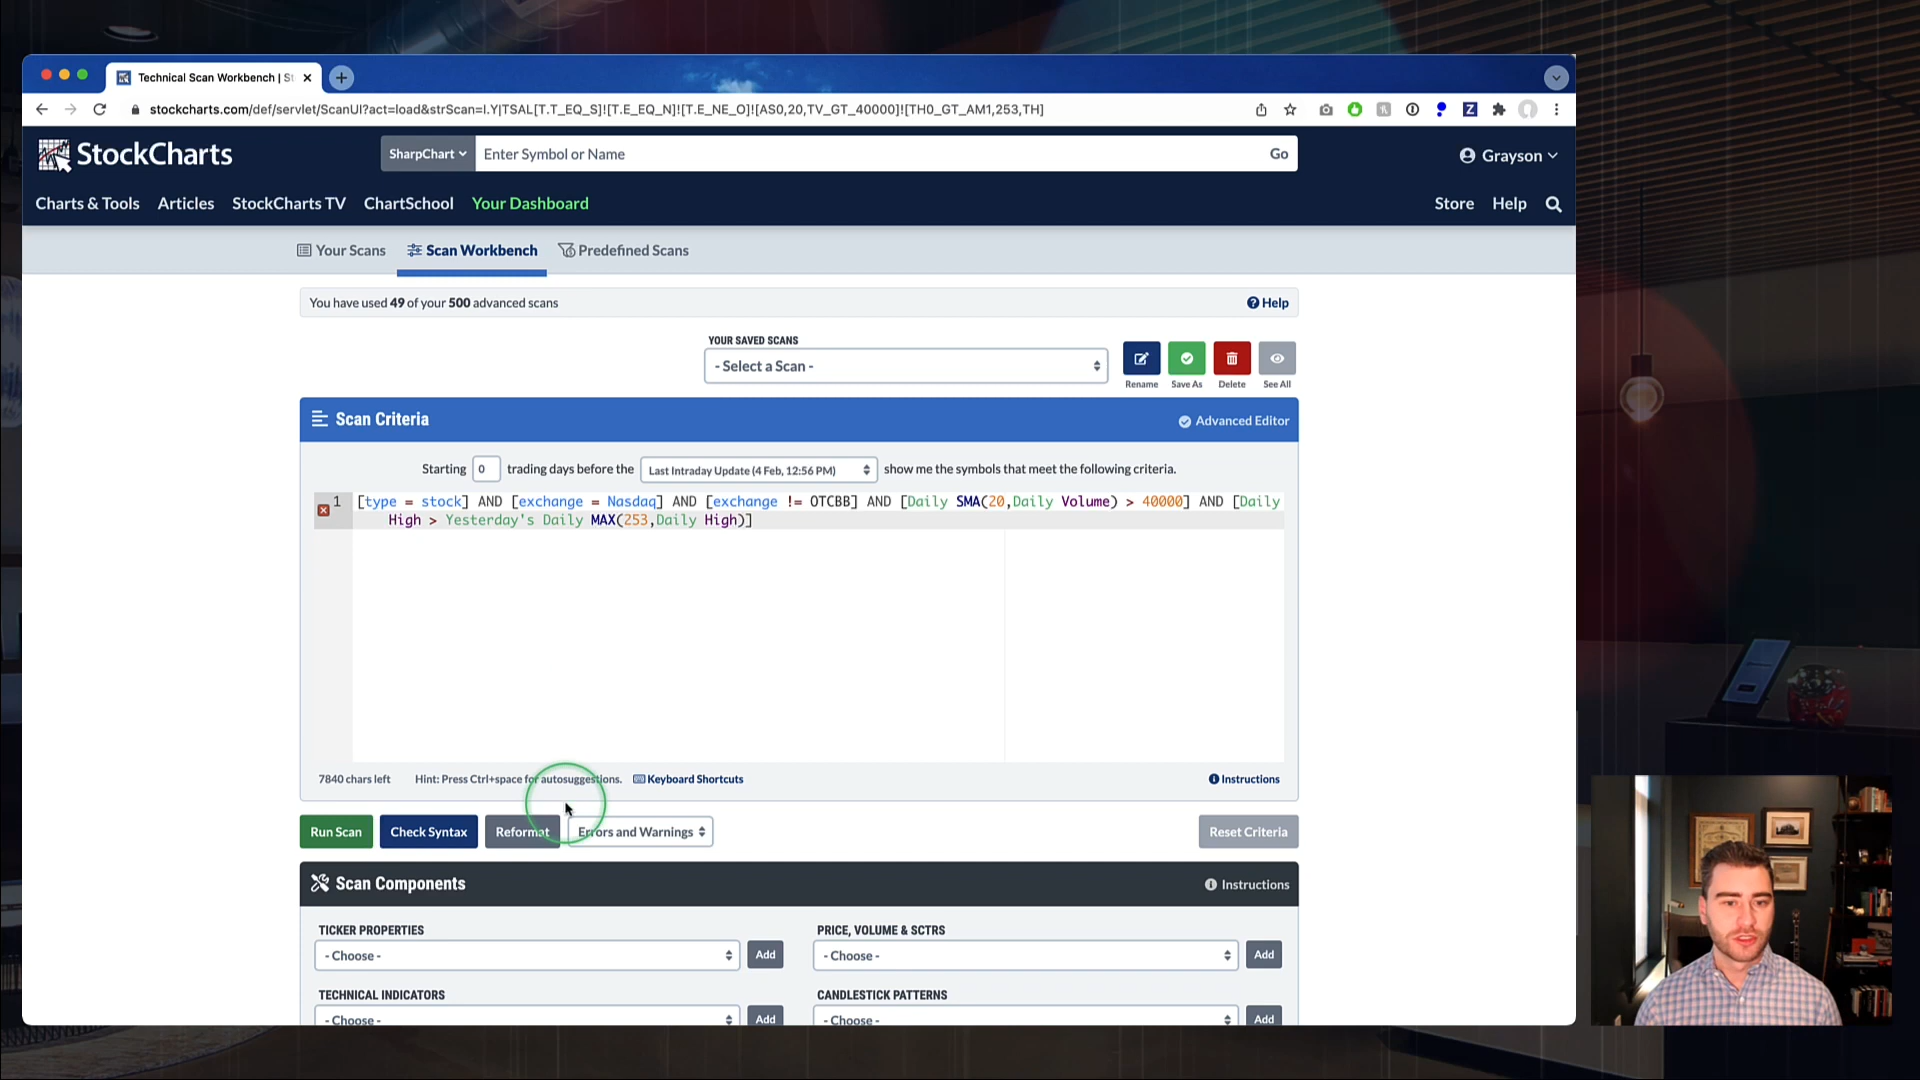 Technical Scan Workbench | St
stockcharts.com/def/servlet/ScanUI?act=load&strScan=I.Y|TSAL[T.T_EQ_S]![T.E_EQ_N]![T.E_NE_O]![AS0,20,TV_GT_40000]![TH0_GT_AM1,253,TH]
StockCharts
SharpChart
Enter Symbol or Name
Go
Grayson
Charts & Tools
Articles
StockCharts TV
ChartSchool
Your Dashboard
Store
Help
Your Scans
Scan Workbench
Predefined Scans
You have used 49 of your 500 advanced scans
Help
YOUR SAVED SCANS
- Select a Scan -
Rename
Save As
Delete
See All
Scan Criteria
Advanced Editor
Starting 0 trading days before the Last Intraday Update (4 Feb, 12:56 PM) show me the symbols that meet the following criteria.
1 [type = stock] AND [exchange = Nasdaq] AND [exchange != OTCBB] AND [Daily SMA(20,Daily Volume) > 40000] AND [Daily
High > Yesterday's Daily MAX(253,Daily High)]
7840 chars left
Hint: Press Ctrl+space for autosuggestions.
Keyboard Shortcuts
Instructions
Run Scan
Check Syntax
Reformat
Errors and Warnings
Reset Criteria
Scan Components
Instructions
TICKER PROPERTIES
PRICE, VOLUME & SCTRS
- Choose -
Add
- Choose -
Add
TECHNICAL INDICATORS
CANDLESTICK PATTERNS
- Choose -
Add
- Choose -
Add